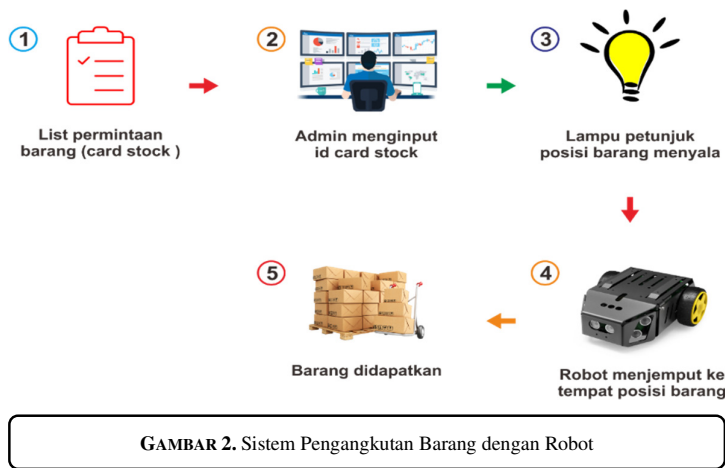 1
List permintaan
barang (card stock )
2
Admin menginput
id card stock
3
Lampu petunjuk
posisi barang menyala
4
Robot menjemput ke
tempat posisi barang
5
Barang didapatkan
GAMBAR 2. Sistem Pengangkutan Barang dengan Robot